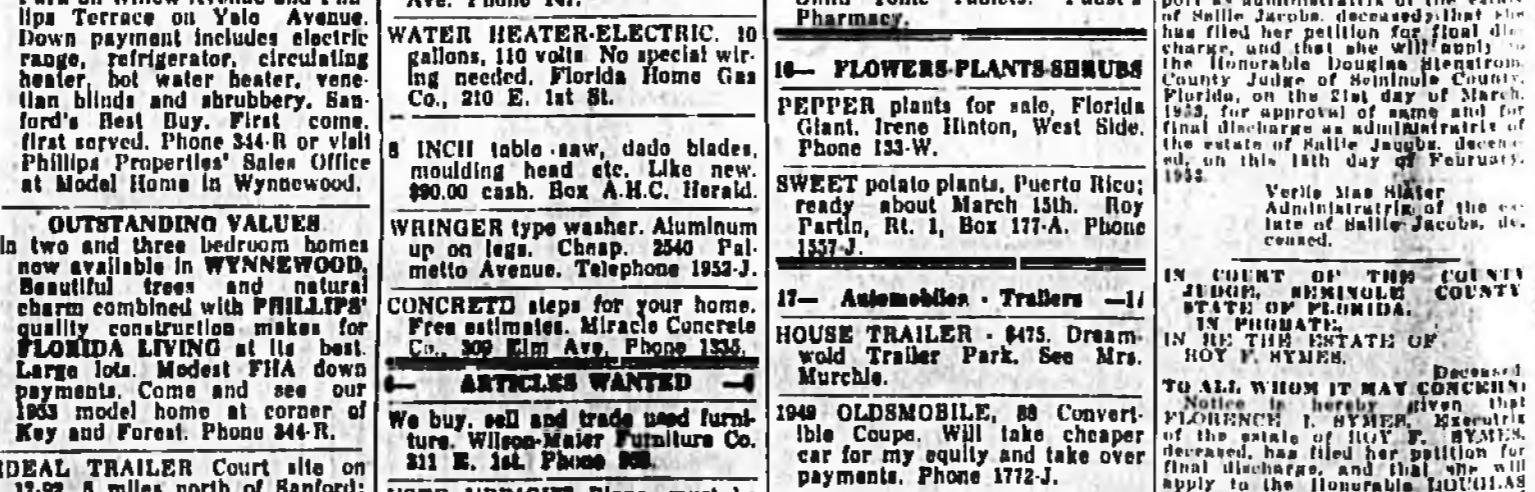 lips Terrace on Yale Avenue.
Down payment includes electric
range, refrigerator, circulating
heater, hot water heater, vene-
tian blinds and shrubbery. San-
ford's Best Buy. First come,
first served. Phone 344-R or visit
Phillips Properties' Sales Office
at Model Home in Wynnewood.
OUTSTANDING VALUES
In two and three bedroom homes
now available in WYNNEWOOD,
Beautiful trees and natural
charm combined with PHILLIPS'
quality construction makes for
FLORIDA LIVING at its best.
Large lots. Modest FHA down
payments. Come and see our
1953 model home at corner of
Key and Forest. Phone 344-R.
IDEAL TRAILER Court site on
17-92, 5 miles north of Sanford;
WATER HEATER-ELECTRIC. 10
gallons, 110 volts. No special wir-
ing needed. Florida Home Gas
Co., 210 E. 1st St.
8 INCH table saw, dado blades,
moulding head etc. Like new.
$90.00 cash. Box A.H.C. Herald.
WRINGER type washer. Aluminum
up on legs. Cheap. 2540 Pal-
metto Avenue. Telephone 1953-J.
CONCRETE steps for your home.
Free estimates. Miracle Concrete
Co., 309 Elm Ave. Phone 1335.
ARTICLES WANTED
We buy, sell and trade used furni-
ture. Wilson-Maier Furniture Co.
311 E. 1st. Phone
Pharmacy.
16— FLOWERS-PLANTS-SHRUBS
PEPPER plants for sale, Florida
Giant. Irene Hinton, West Side.
Phone 133-W.
SWEET potato plants, Puerto Rico;
ready about March 15th. Roy
Partin, Rt. 1, Box 177-A. Phone
1357-J.
17— Automobiles - Trailers —17
HOUSE TRAILER - $475. Dream-
wold Trailer Park. See Mrs.
Murchie.
1949 OLDSMOBILE, 88 Convert-
ible Coupe. Will take cheaper
car for my equity and take over
payments. Phone 1772-J.
of Sallie Jacobs, deceased; that she
has filed her petition for final dis-
charge, and that she will apply to
the Honorable Douglas Stenstrom,
County Judge of Seminole County,
Florida, on the 21st day of March,
1953, for approval of same and for
final discharge as administratrix of
the estate of Sallie Jacobs, deceas-
ed, on this 18th day of February,
1953.
Administratrix of the es-
tate of Sallie Jacobs, de-
ceased.
IN COURT OF THE COUNTY
JUDGE, SEMINOLE COUNTY
STATE OF FLORIDA.
IN PROBATE.
IN RE THE ESTATE OF
ROY F. SYMES,
Deceased
TO ALL WHOM IT MAY CONCERN:
Notice is hereby given that
FLORENCE I. SYMES, Executrix
of the estate of ROY F. SYMES,
deceased, has filed her petition for
final discharge, and that she will
apply to the Honorable DOUGLAS